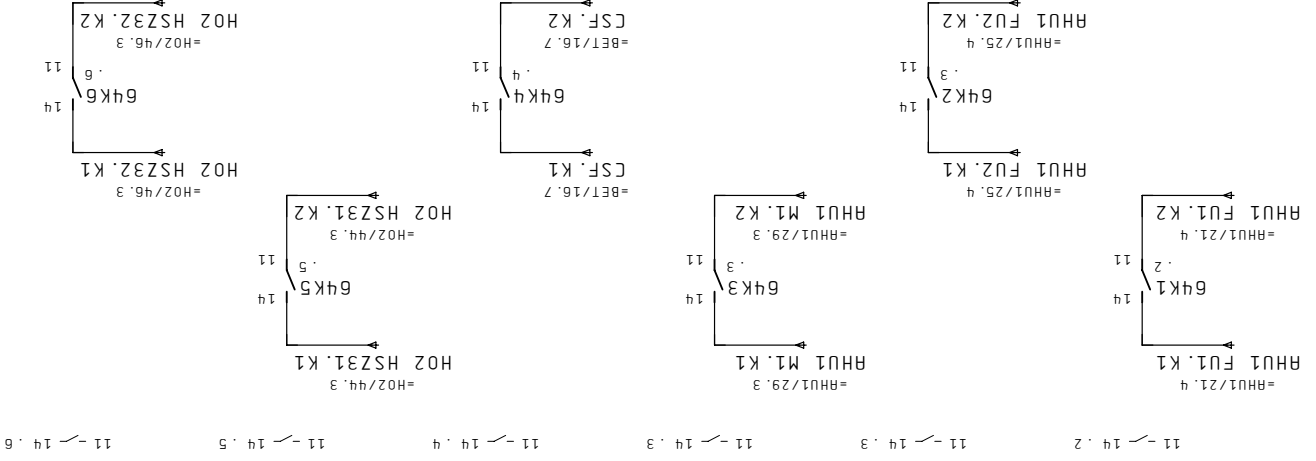 11 14 .2
11 14 .3
11 14 .3
11 14 .4
11 14 .5
11 14 .6
=AHU1/21.4
AHU1 FU1.K1
14
64K1
.2
11
=AHU1/21.4
AHU1 FU1.K2
=AHU1/25.4
AHU1 FU2.K1
14
64K2
.3
11
=AHU1/25.4
AHU1 FU2.K2
=AHU1/29.3
AHU1 M1.K1
14
64K3
.3
11
=AHU1/29.3
AHU1 M1.K2
=BET/16.7
CSF.K1
14
64K4
.4
11
=BET/16.7
CSF.K2
=HO2/44.3
HO2 HSZ31.K1
14
64K5
.5
11
=HO2/44.3
HO2 HSZ31.K2
=HO2/46.3
HO2 HSZ32.K1
14
64K6
.6
11
=HO2/46.3
HO2 HSZ32.K2